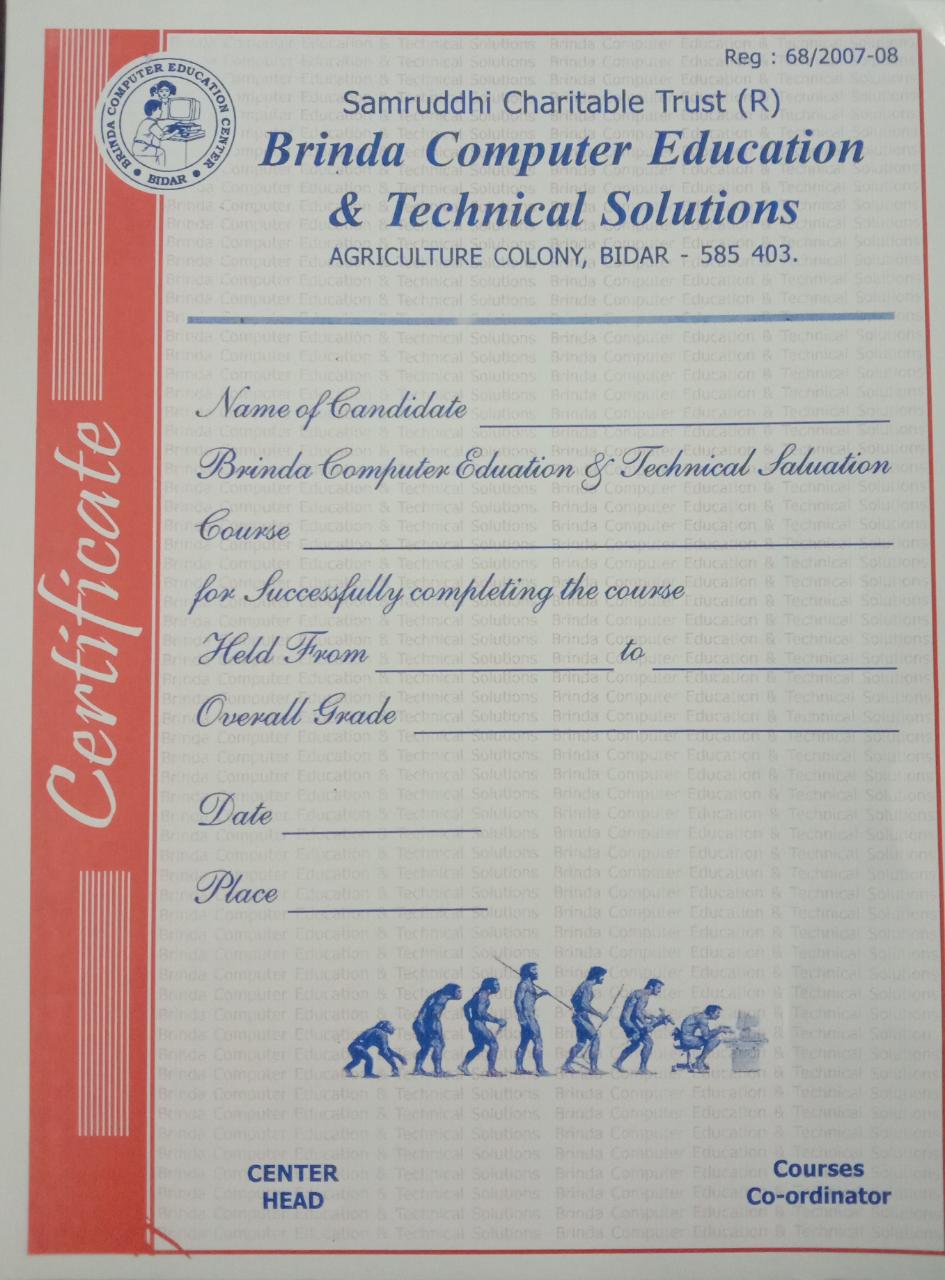 Reg : 68/2007-08
BRINDA COMPUTER EDUCATION CENTER
BIDAR
Samruddhi Charitable Trust (R)
Brinda Computer Education
& Technical Solutions
AGRICULTURE COLONY, BIDAR - 585 403.
Certificate
Name of Candidate
Brinda Computer Eduation & Technical Saluation
Course
for Successfully completing the course
Held From to
Overall Grade
Date
Place
CENTER
HEAD
Courses
Co-ordinator